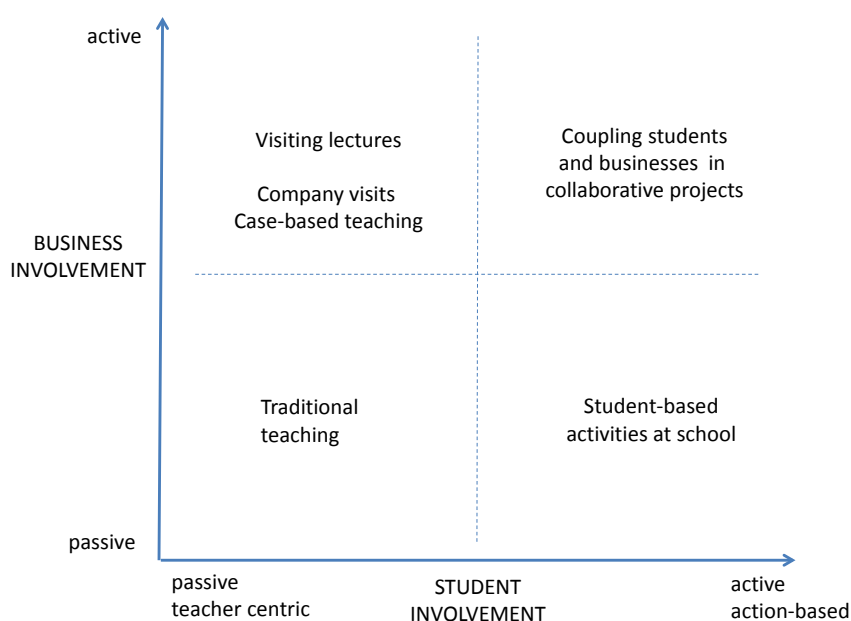 active
Visiting lectures
Company visits
Case-based teaching
Coupling students
and businesses in
collaborative projects
BUSINESS
INVOLVEMENT
Traditional
teaching
Student-based
activities at school
passive
passive
teacher centric
STUDENT
INVOLVEMENT
active
action-based